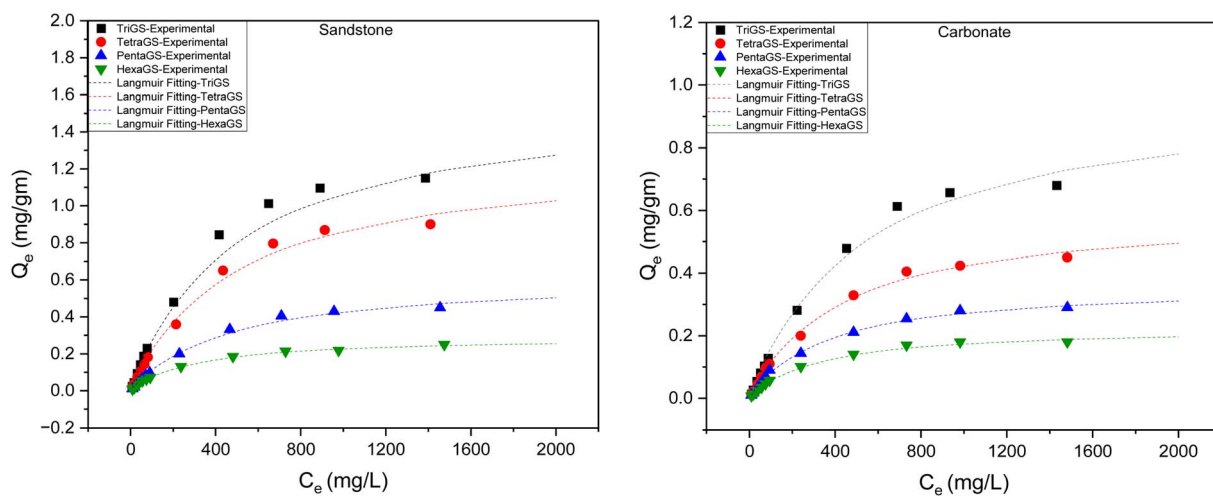 Sandstone
TriGS-Experimental
TetraGS-Experimental
PentaGS-Experimental
HexaGS-Experimental
Langmuir Fitting-TriGS
Langmuir Fitting-TetraGS
Langmuir Fitting-PentaGS
Langmuir Fitting-HexaGS
2.0
1.8
1.6
1.4
1.2
1.0
0.8
0.6
0.4
0.2
0.0
−0.2
Qe (mg/gm)
0 400 800 1200 1600 2000
Ce (mg/L)
Carbonate
TriGS-Experimental
TetraGS-Experimental
PentaGS-Experimental
HexaGS-Experimental
Langmuir Fitting-TriGS
Langmuir Fitting-TetraGS
Langmuir Fitting-PentaGS
Langmuir Fitting-HexaGS
1.2
1.0
0.8
0.6
0.4
0.2
0.0
Qe (mg/gm)
0 400 800 1200 1600 2000
Ce (mg/L)